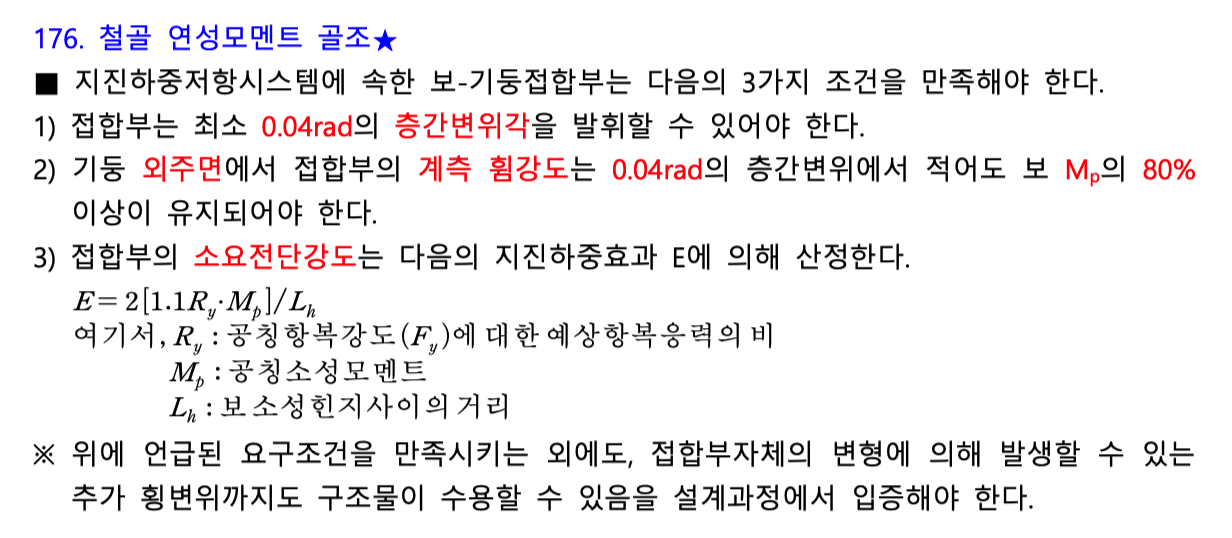 176. 철골 연성모멘트 골조★
■ 지진하중저항시스템에 속한 보-기둥접합부는 다음의 3가지 조건을 만족해야 한다.
1) 접합부는 최소 0.04rad의 층간변위각을 발휘할 수 있어야 한다.
2) 기둥 외주면에서 접합부의 계측 휨강도는 0.04rad의 층간변위에서 적어도 보 Mp의 80%
이상이 유지되어야 한다.
3) 접합부의 소요전단강도는 다음의 지진하중효과 E에 의해 산정한다.
E=2[1.1Ry·Mp]/Lh
여기서, Ry : 공칭항복강도(Fy)에 대한 예상항복응력의 비
Mp : 공칭소성모멘트
Lh : 보소성힌지사이의 거리
※ 위에 언급된 요구조건을 만족시키는 외에도, 접합부자체의 변형에 의해 발생할 수 있는
추가 횡변위까지도 구조물이 수용할 수 있음을 설계과정에서 입증해야 한다.